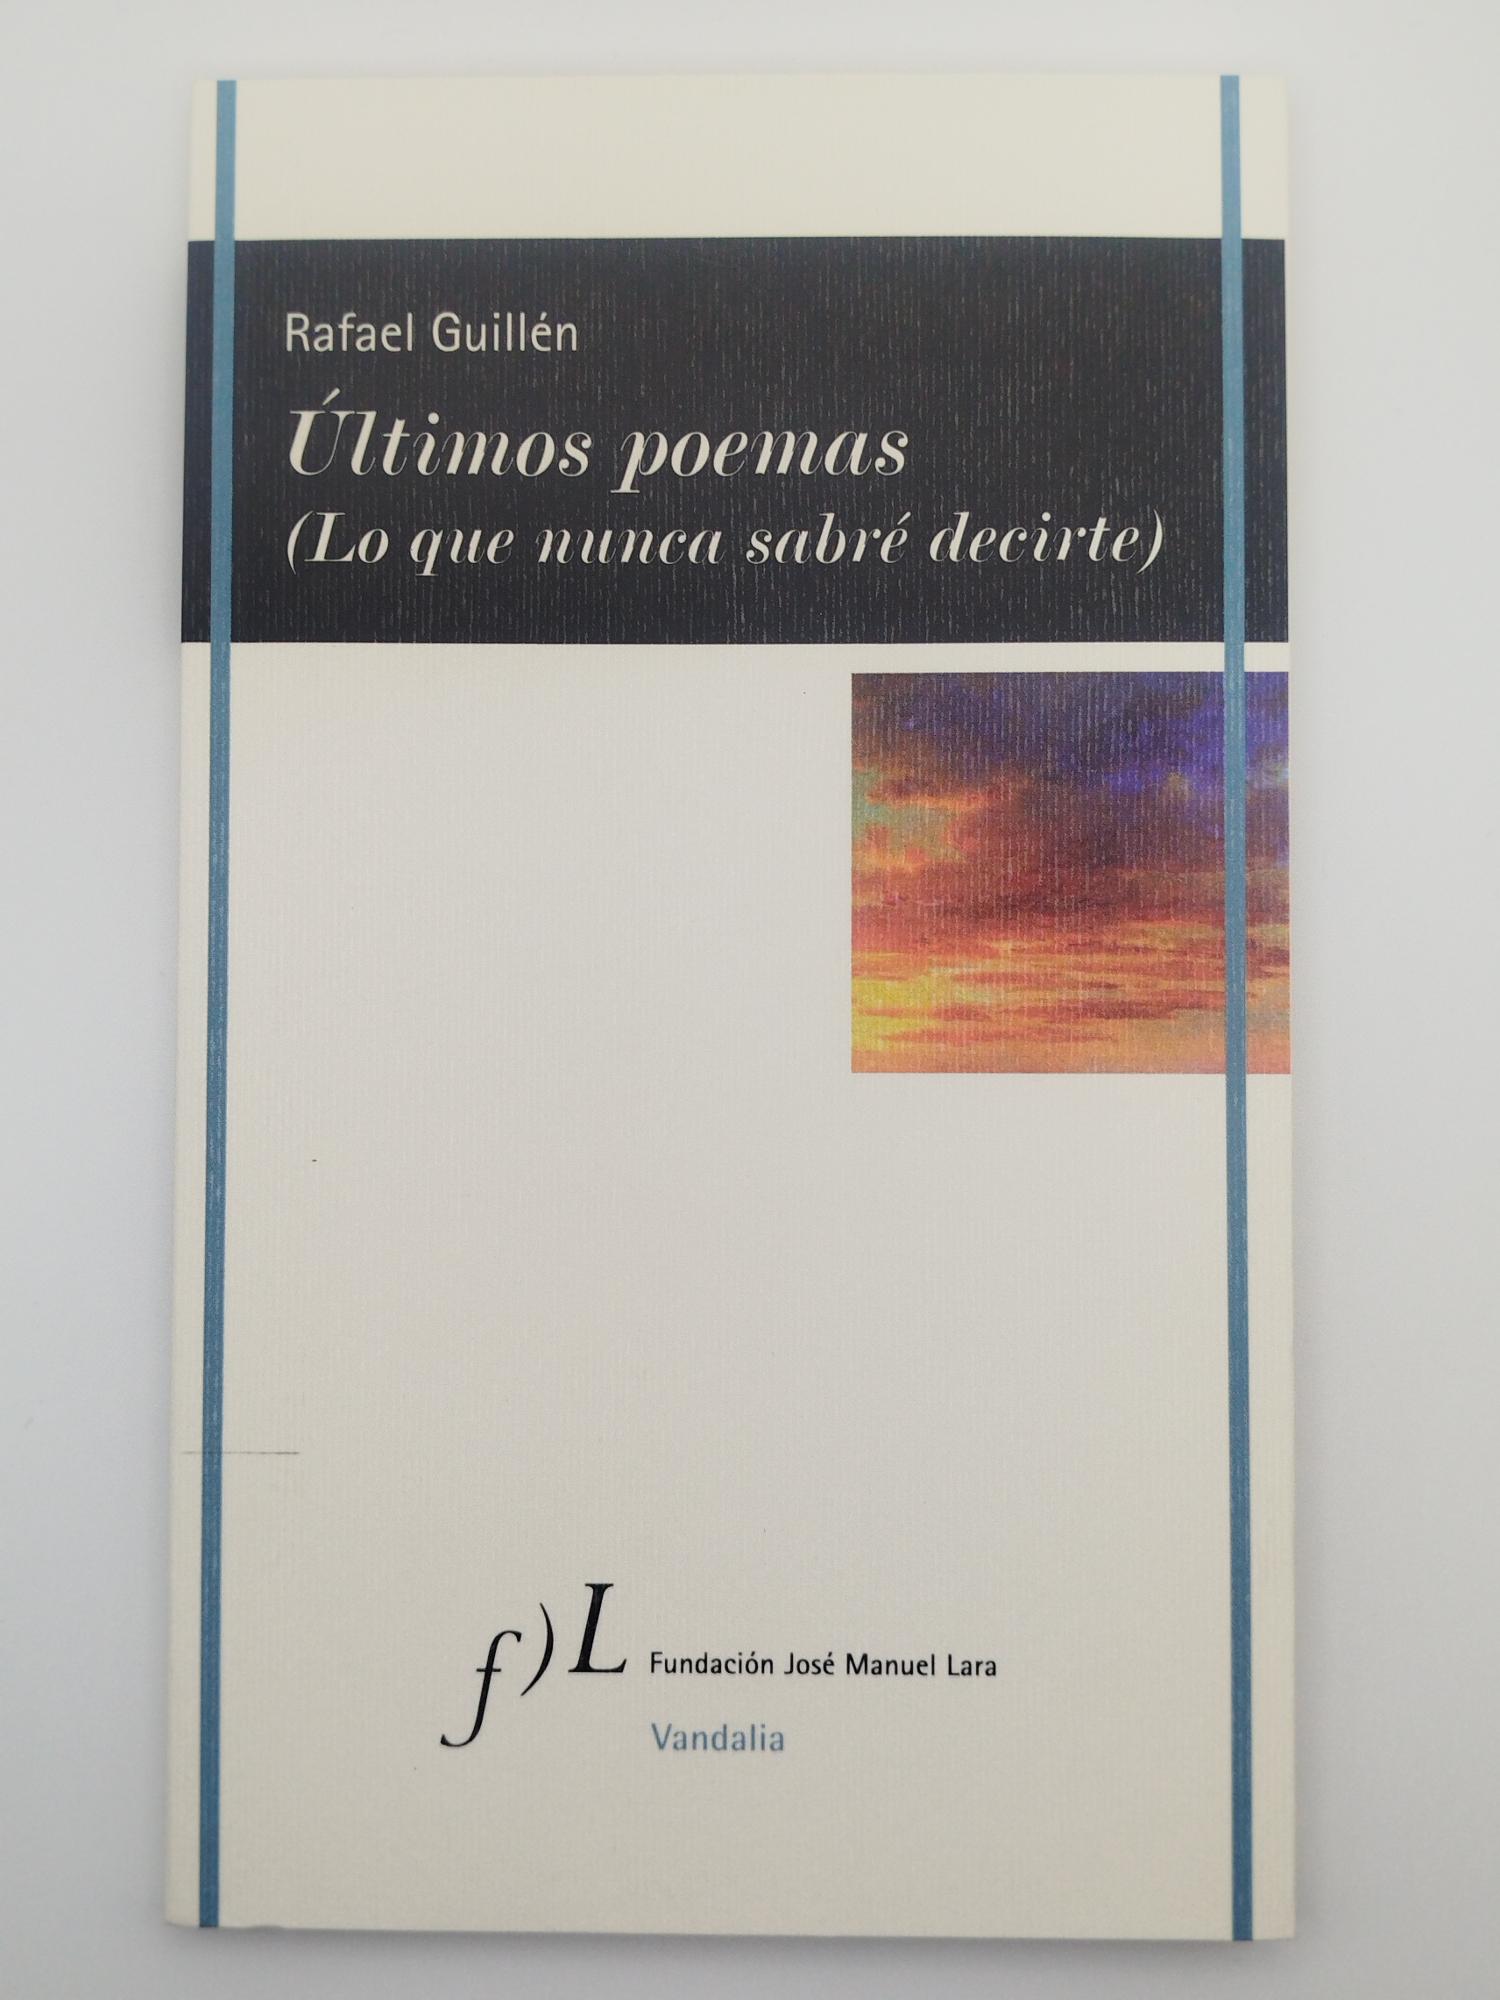 Rafael Guillén
Últimos poemas
(Lo que nunca sabré decirte)
f)L
Fundación José Manuel Lara
Vandalia